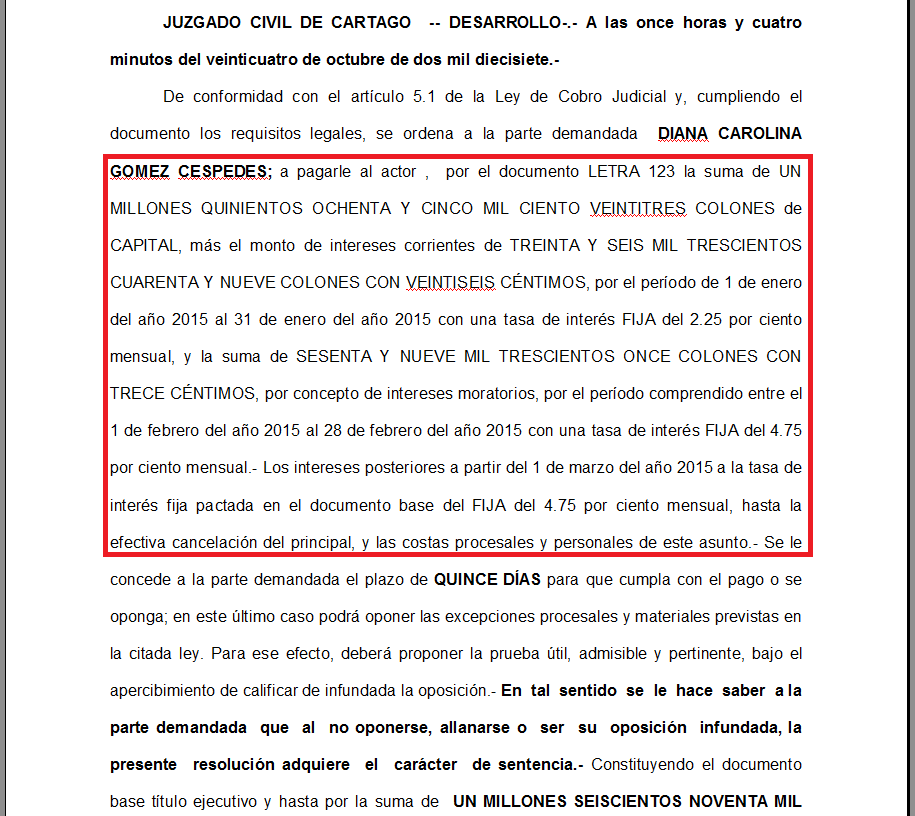 JUZGADO CIVIL DE CARTAGO -- DESARROLLO-.- A las once horas y cuatro
minutos del veinticuatro de octubre de dos mil diecisiete.-
De conformidad con el artículo 5.1 de la Ley de Cobro Judicial y, cumpliendo el
documento los requisitos legales, se ordena a la parte demandada DIANA CAROLINA
GOMEZ CESPEDES; a pagarle al actor , por el documento LETRA 123 la suma de UN
MILLONES QUINIENTOS OCHENTA Y CINCO MIL CIENTO VEINTITRES COLONES de
CAPITAL, más el monto de intereses corrientes de TREINTA Y SEIS MIL TRESCIENTOS
CUARENTA Y NUEVE COLONES CON VEINTISEIS CÉNTIMOS, por el período de 1 de enero
del año 2015 al 31 de enero del año 2015 con una tasa de interés FIJA del 2.25 por ciento
mensual, y la suma de SESENTA Y NUEVE MIL TRESCIENTOS ONCE COLONES CON
TRECE CÉNTIMOS, por concepto de intereses moratorios, por el período comprendido entre el
1 de febrero del año 2015 al 28 de febrero del año 2015 con una tasa de interés FIJA del 4.75
por ciento mensual.- Los intereses posteriores a partir del 1 de marzo del año 2015 a la tasa de
interés fija pactada en el documento base del FIJA del 4.75 por ciento mensual, hasta la
efectiva cancelación del principal, y las costas procesales y personales de este asunto.- Se le
concede a la parte demandada el plazo de QUINCE DÍAS para que cumpla con el pago o se
oponga; en este último caso podrá oponer las excepciones procesales y materiales previstas en
la citada ley. Para ese efecto, deberá proponer la prueba útil, admisible y pertinente, bajo el
apercibimiento de calificar de infundada la oposición.- En tal sentido se le hace saber a la
parte demandada que al no oponerse, allanarse o ser su oposición infundada, la
presente resolución adquiere el carácter de sentencia.- Constituyendo el documento
base título ejecutivo y hasta por la suma de UN MILLONES SEISCIENTOS NOVENTA MIL